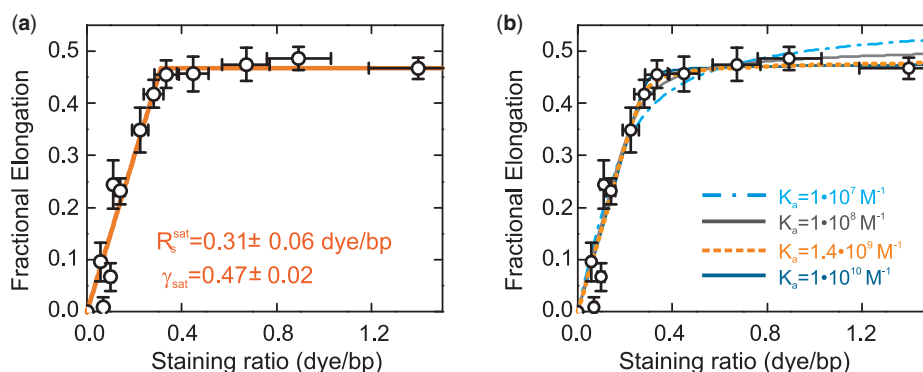 (a)
0.5
0.4
0.3
0.2
0.1
0.0
Fractional Elongation
R_s^sat=0.31± 0.06 dye/bp
γ_sat=0.47± 0.02
0.0 0.4 0.8 1.2
Staining ratio (dye/bp)
(b)
0.5
0.4
0.3
0.2
0.1
0.0
Fractional Elongation
K_a=1•10^7 M^-1
K_a=1•10^8 M^-1
K_a=1.4•10^9 M^-1
K_a=1•10^10 M^-1
0.0 0.4 0.8 1.2
Staining ratio (dye/bp)